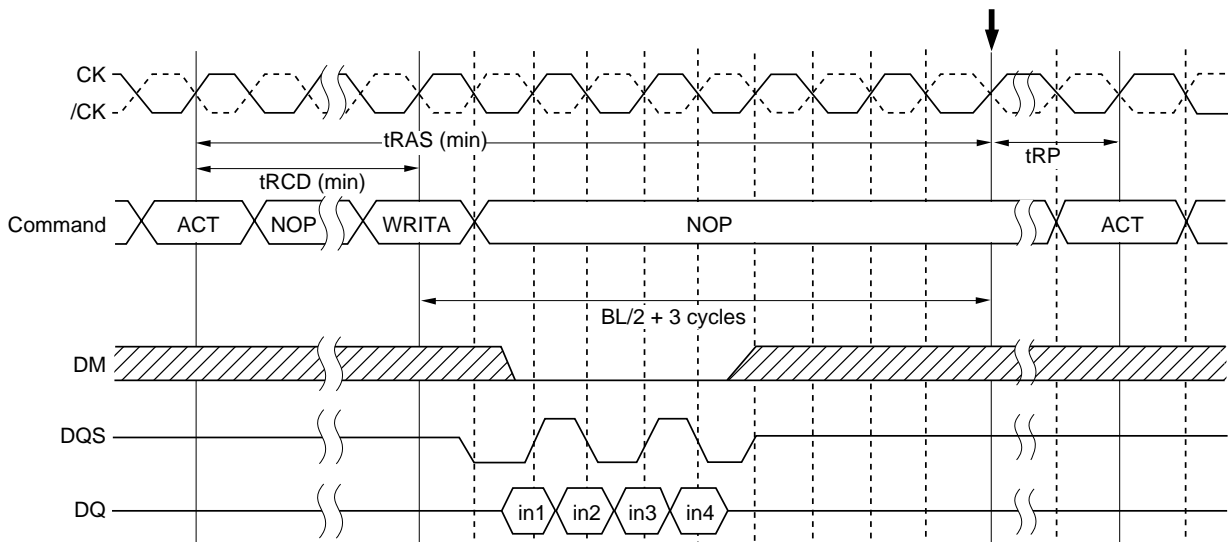 CK
/CK
tRAS (min)
tRP
tRCD (min)
Command ACT NOP WRITA NOP ACT
BL/2 + 3 cycles
DM
DQS
DQ in1 in2 in3 in4